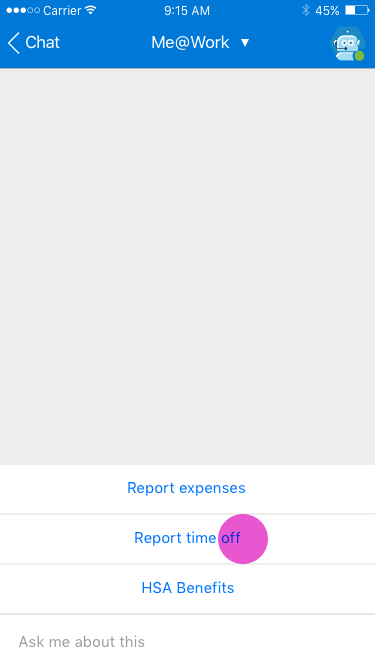 Carrier 9:15 AM 45%
Chat Me@Work
Report expenses
Report time off
HSA Benefits
Ask me about this